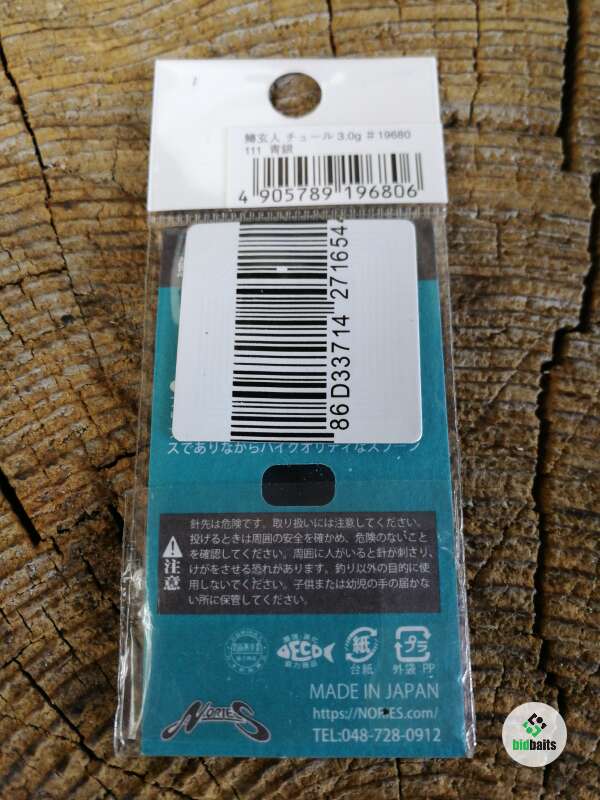 鱒玄人 チュール 3.0g #19680
111 青銀
4 905789 196806
86D33714 2716544
スでありながらハイクオリティなスプーン
針先は危険です。取り扱いには注意してください。
投げるときは周囲の安全を確かめ、危険のないこと
を確認してください。周囲に人がいると針が刺さり、
けがをさせる恐れがあります。釣り以外の目的に使
用しないでください。子供または幼児の手の届かな
い所に保管してください。
注意
ECO
紙
プラ
台紙
外袋 PP
MADE IN JAPAN
NORIES
https://NORIES.com/
TEL:048-728-0912
bidbaits